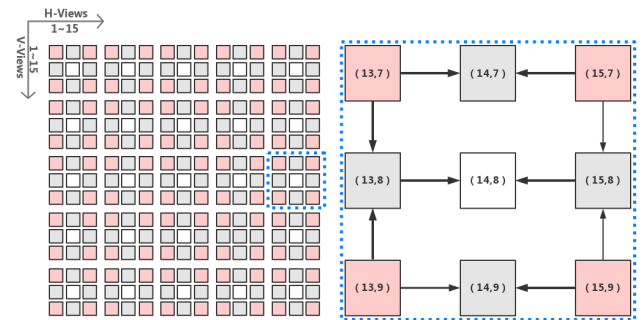 H-Views
1~15
V-Views
1~15
( 13,7 )
( 14,7 )
( 15,7 )
( 13,8 )
( 14,8 )
( 15,8 )
( 13,9 )
( 14,9 )
( 15,9 )